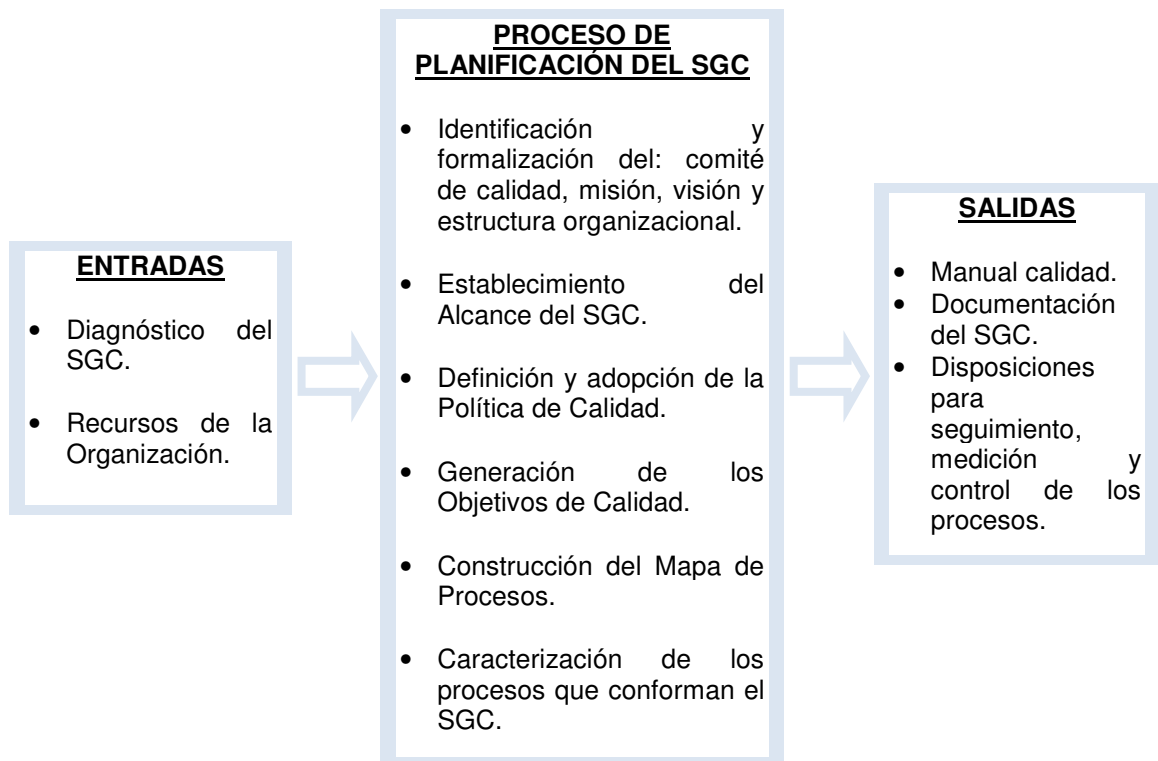 ENTRADAS
• Diagnóstico del
SGC.
• Recursos de la
Organización.
PROCESO DE
PLANIFICACIÓN DEL SGC
• Identificación y
formalización del: comité
de calidad, misión, visión y
estructura organizacional.
• Establecimiento del
Alcance del SGC.
• Definición y adopción de la
Política de Calidad.
• Generación de los
Objetivos de Calidad.
• Construcción del Mapa de
Procesos.
• Caracterización de los
procesos que conforman el
SGC.
SALIDAS
• Manual calidad.
• Documentación
del SGC.
• Disposiciones
para
seguimiento,
medición y
control de los
procesos.